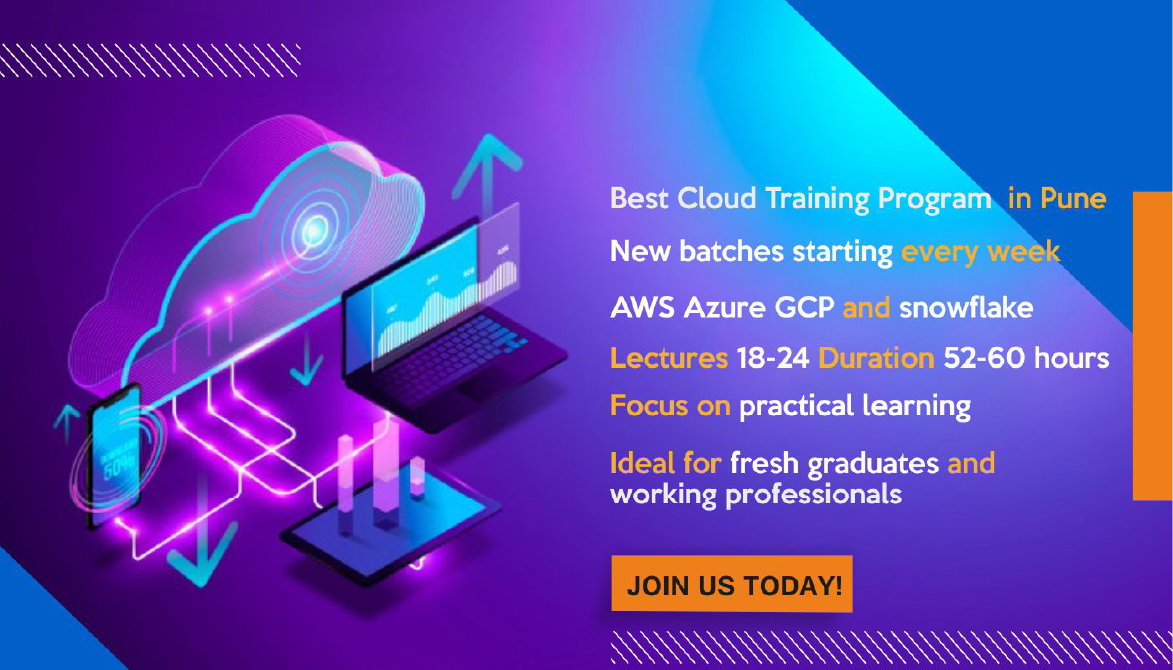 Best Cloud Training Program in Pune
New batches starting every week
AWS Azure GCP and snowflake
Lectures 18-24 Duration 52-60 hours
Focus on practical learning
Ideal for fresh graduates and
working professionals
JOIN US TODAY!
50%